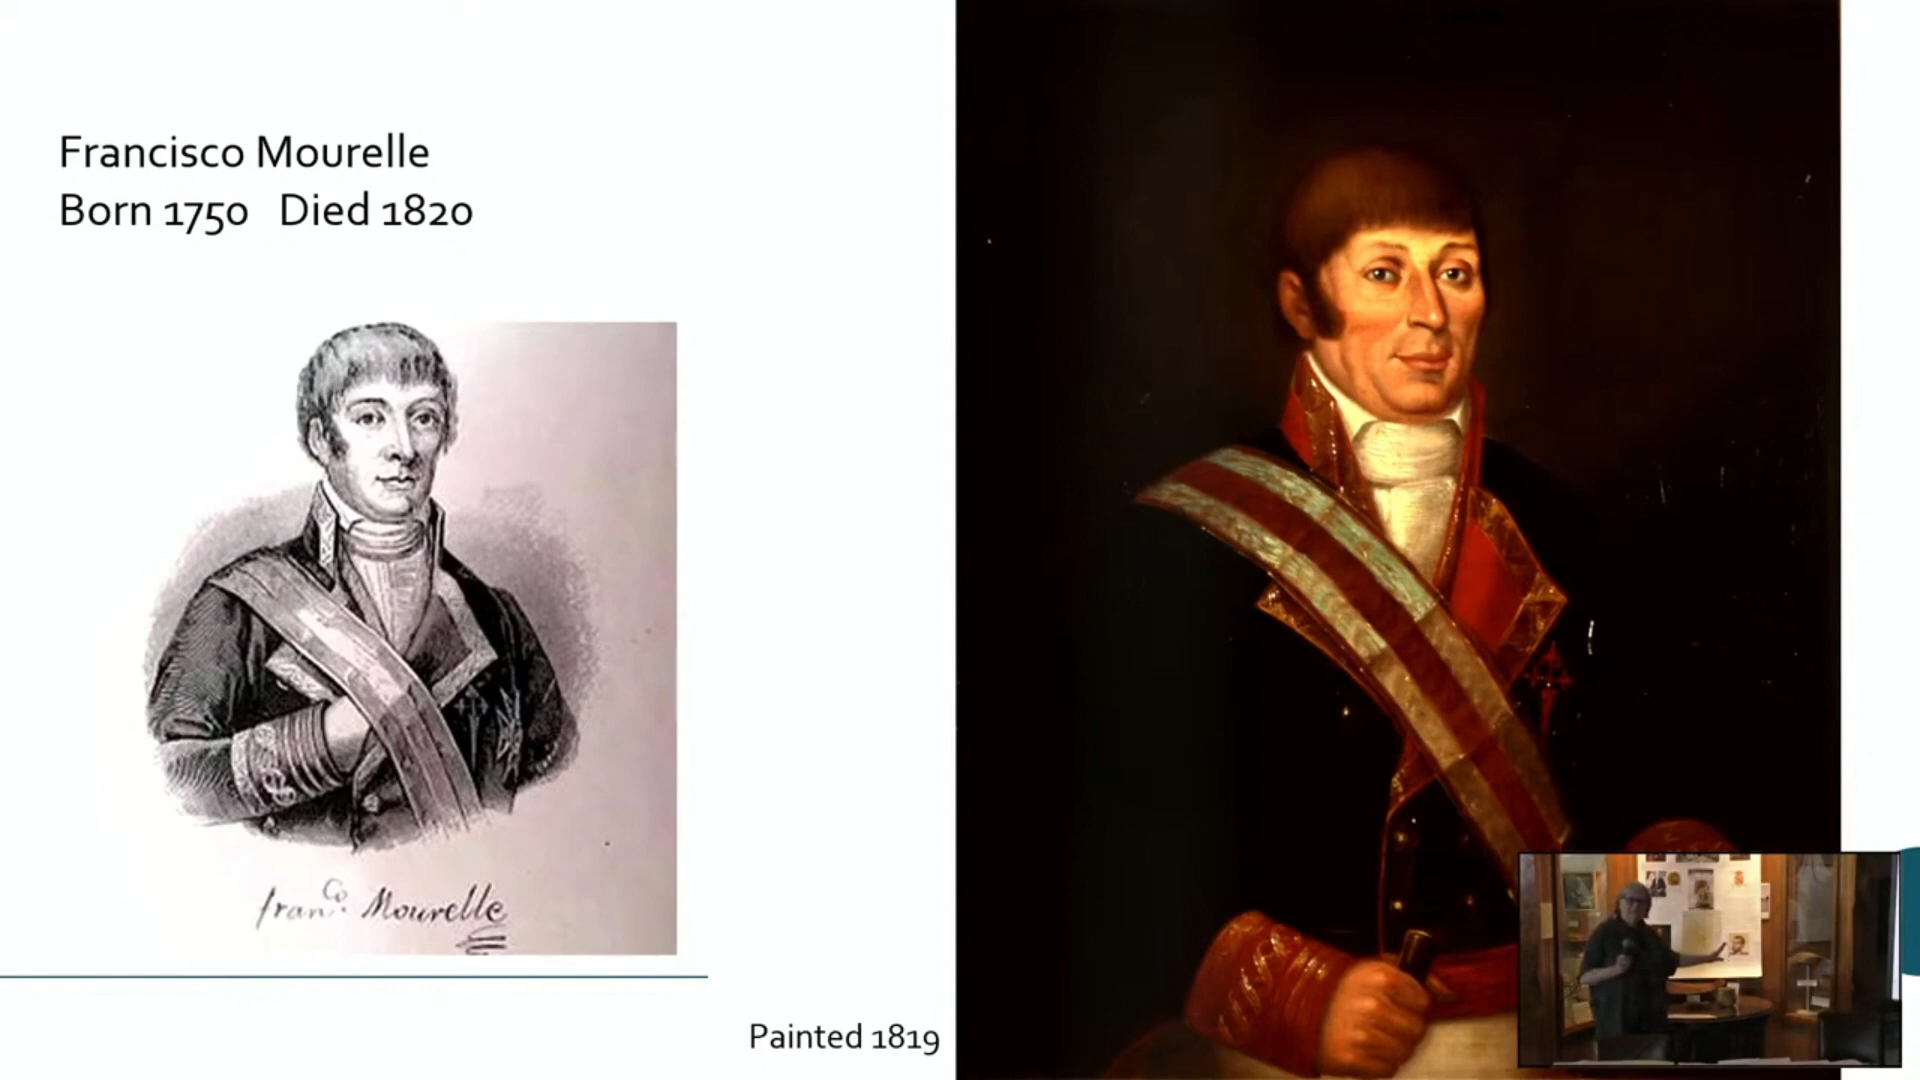 Francisco Mourelle
Born 1750 Died 1820
Fran.co Mourelle
Painted 1819